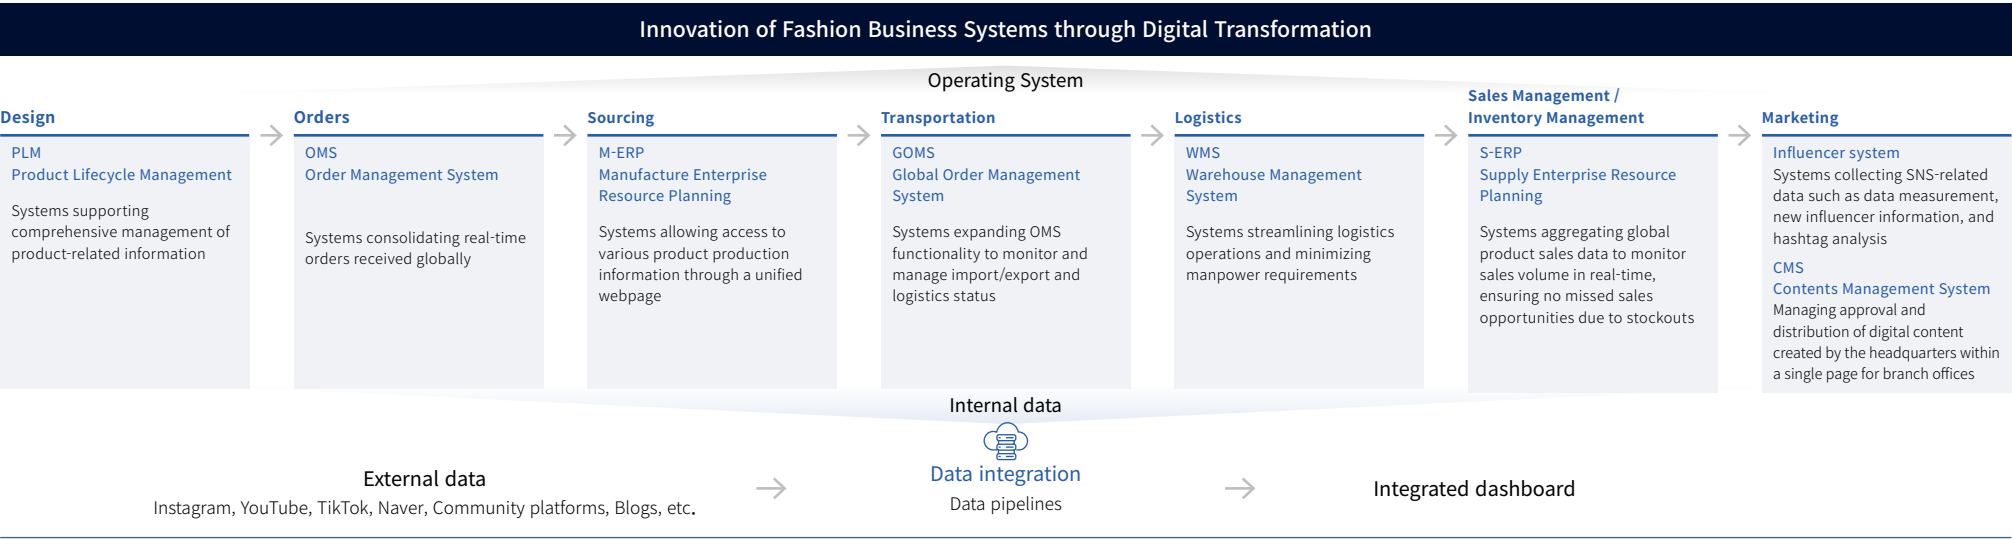 Innovation of Fashion Business Systems through Digital Transformation
Operating System
Design
PLM
Product Lifecycle Management
Systems supporting
comprehensive management of
product-related information
Orders
OMS
Order Management System
Systems consolidating real-time
orders received globally
Sourcing
M-ERP
Manufacture Enterprise
Resource Planning
Systems allowing access to
various product production
information through a unified
webpage
Transportation
GOMS
Global Order Management
System
Systems expanding OMS
functionality to monitor and
manage import/export and
logistics status
Logistics
WMS
Warehouse Management
System
Systems streamlining logistics
operations and minimizing
manpower requirements
Sales Management /
Inventory Management
S-ERP
Supply Enterprise Resource
Planning
Systems aggregating global
product sales data to monitor
sales volume in real-time,
ensuring no missed sales
opportunities due to stockouts
Marketing
Influencer system
Systems collecting SNS-related
data such as data measurement,
new influencer information, and
hashtag analysis
CMS
Contents Management System
Managing approval and
distribution of digital content
created by the headquarters within
a single page for branch offices
Internal data
External data
Instagram, YouTube, TikTok, Naver, Community platforms, Blogs, etc.
Data integration
Data pipelines
Integrated dashboard